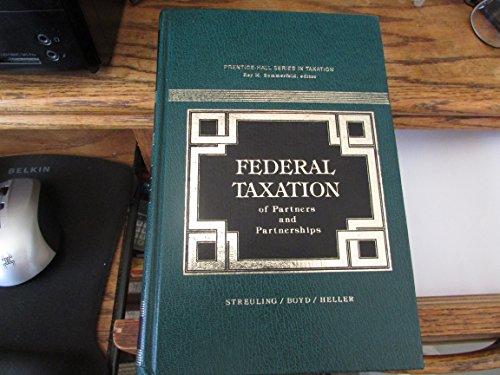 PRENTICE-HALL SERIES IN TAXATION
Ray M. Sommerfeld, editor
FEDERAL
TAXATION
of Partners
and
Partnerships
STREULING / BOYD / HELLER
BELKIN